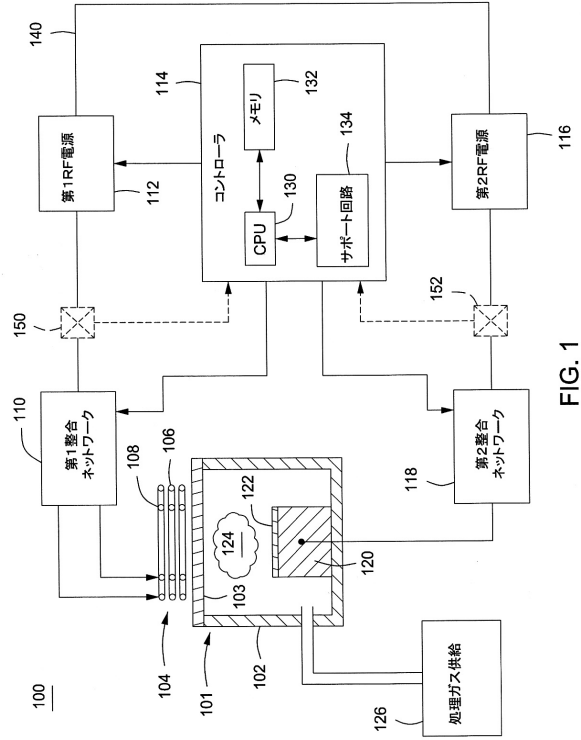 100
101
102
103
104
106
108
110
第1整合
ネットワーク
150
第1RF電源
112
140
114
コントローラ
メモリ
132
CPU
130
サポート回路
134
第2RF電源
116
152
第2整合
ネットワーク
118
122
124
120
処理ガス供給
126
FIG. 1